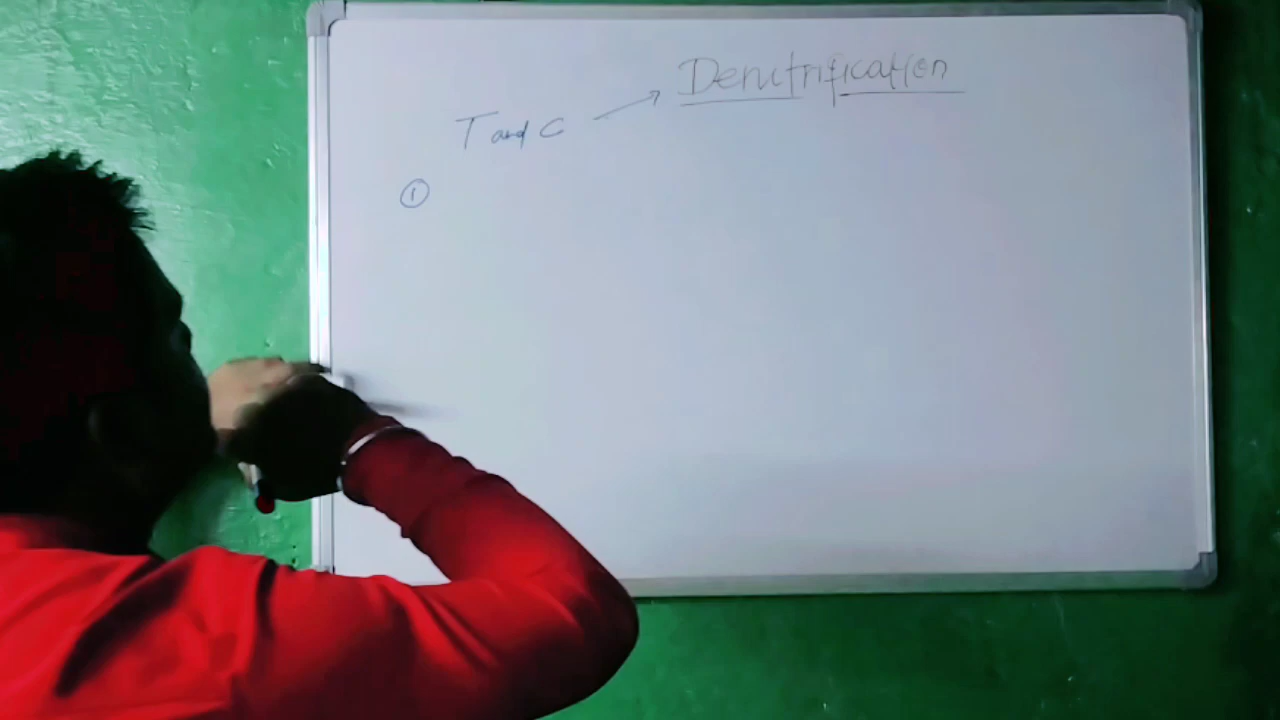 Denitrification
T and C
①